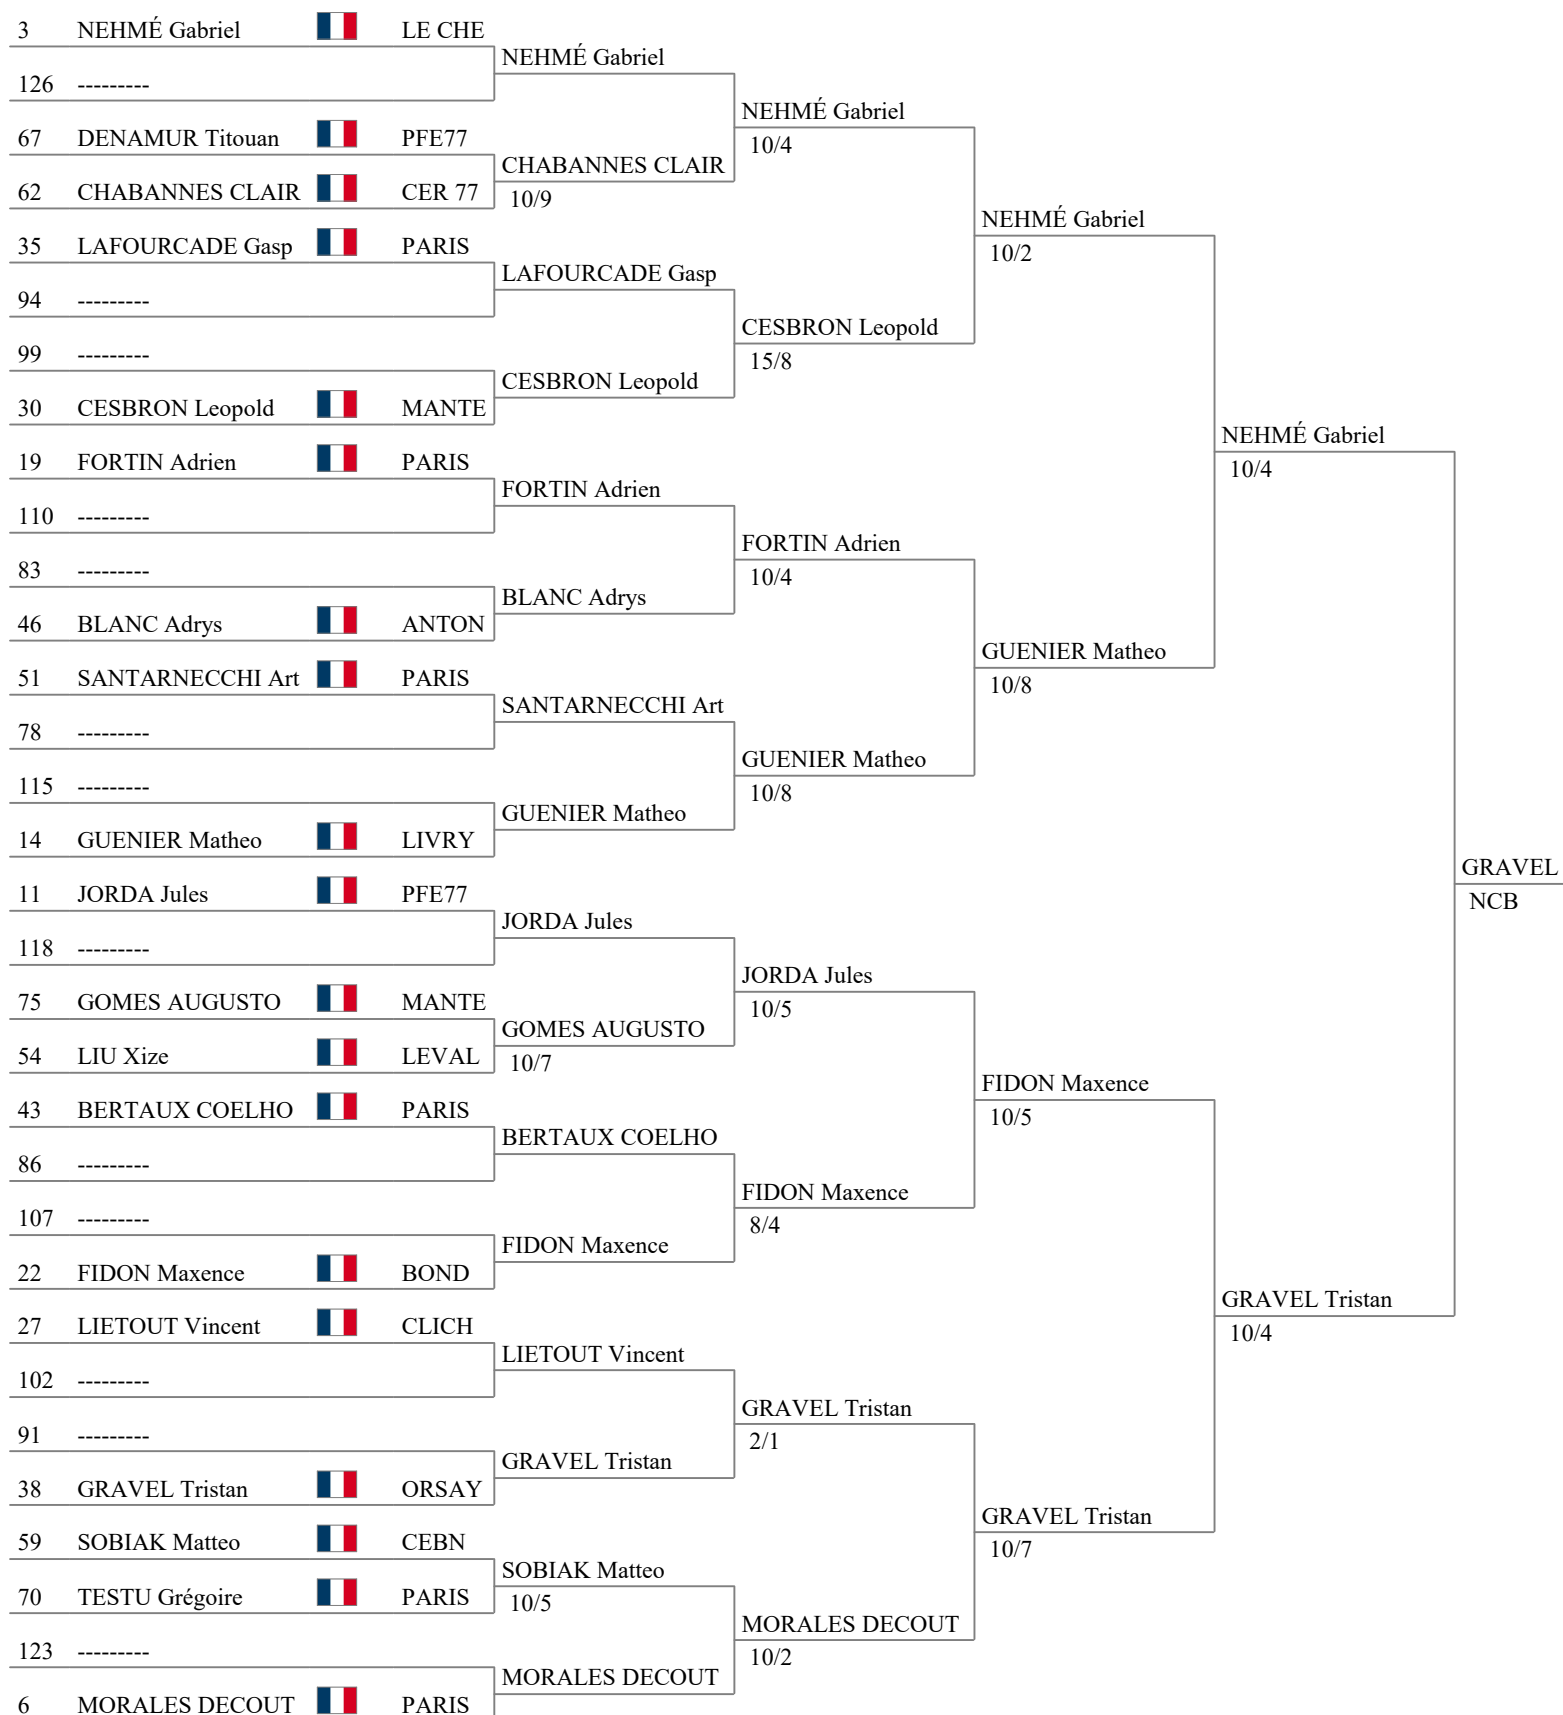 3 NEHMÉ Gabriel LE CHE
NEHMÉ Gabriel
126 ---------
NEHMÉ Gabriel
10/4
67 DENAMUR Titouan PFE77
CHABANNES CLAIR
10/9
62 CHABANNES CLAIR CER 77
NEHMÉ Gabriel
10/2
35 LAFOURCADE Gasp PARIS
LAFOURCADE Gasp
94 ---------
CESBRON Leopold
15/8
99 ---------
CESBRON Leopold
30 CESBRON Leopold MANTE
NEHMÉ Gabriel
10/4
19 FORTIN Adrien PARIS
FORTIN Adrien
110 ---------
FORTIN Adrien
10/4
83 ---------
BLANC Adrys
46 BLANC Adrys ANTON
GUENIER Matheo
10/8
51 SANTARNECCHI Art PARIS
SANTARNECCHI Art
78 ---------
GUENIER Matheo
10/8
115 ---------
GUENIER Matheo
14 GUENIER Matheo LIVRY
GRAVEL
NCB
11 JORDA Jules PFE77
JORDA Jules
118 ---------
JORDA Jules
10/5
75 GOMES AUGUSTO MANTE
GOMES AUGUSTO
10/7
54 LIU Xize LEVAL
FIDON Maxence
10/5
43 BERTAUX COELHO PARIS
BERTAUX COELHO
86 ---------
FIDON Maxence
8/4
107 ---------
FIDON Maxence
22 FIDON Maxence BOND
GRAVEL Tristan
10/4
27 LIETOUT Vincent CLICH
LIETOUT Vincent
102 ---------
GRAVEL Tristan
2/1
91 ---------
GRAVEL Tristan
38 GRAVEL Tristan ORSAY
GRAVEL Tristan
10/7
59 SOBIAK Matteo CEBN
SOBIAK Matteo
10/5
70 TESTU Grégoire PARIS
MORALES DECOUT
10/2
123 ---------
MORALES DECOUT
6 MORALES DECOUT PARIS